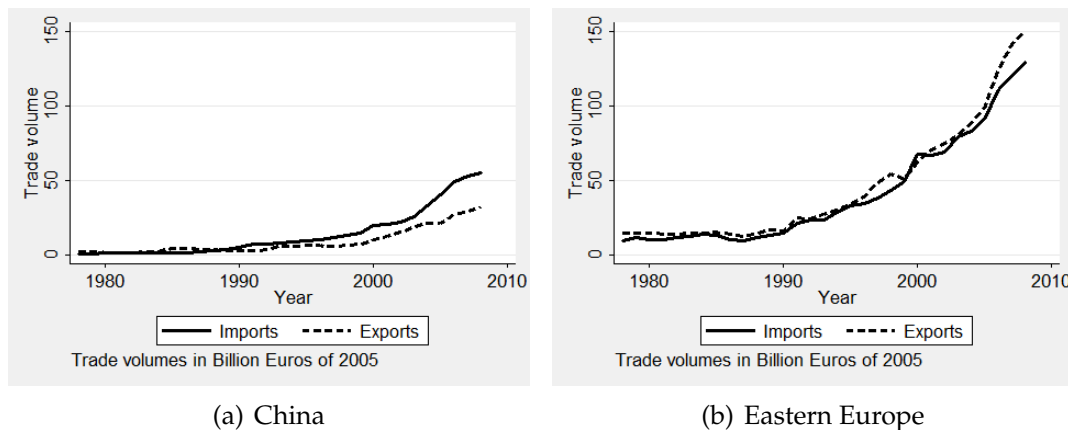 150
100
50
0
Trade volume
1980 1990 2000 2010
Year
Imports Exports
Trade volumes in Billion Euros of 2005
(a) China
150
100
50
0
Trade volume
1980 1990 2000 2010
Year
Imports Exports
Trade volumes in Billion Euros of 2005
(b) Eastern Europe